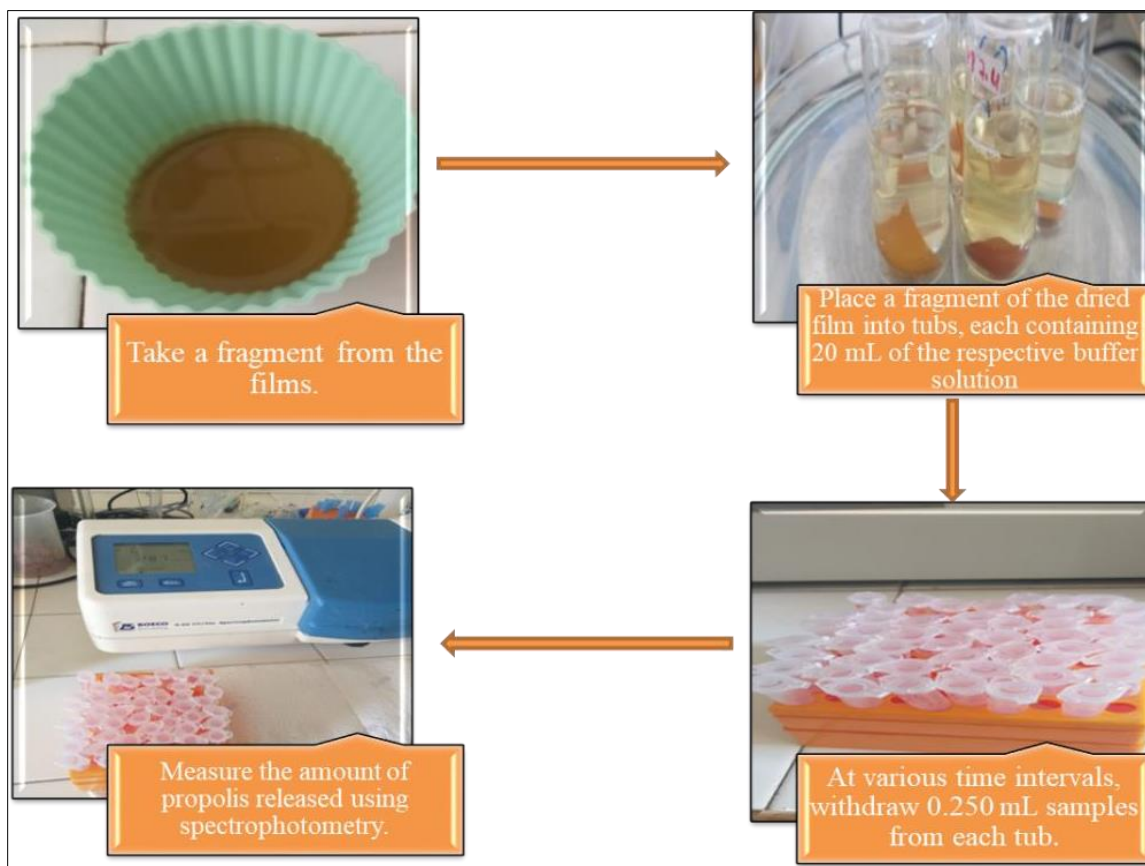 Take a fragment from the
films.
Place a fragment of the dried
film into tubs, each containing
20 mL of the respective buffer
solution
At various time intervals,
withdraw 0.250 mL samples
from each tub.
BOECO
Measure the amount of
propolis released using
spectrophotometry.